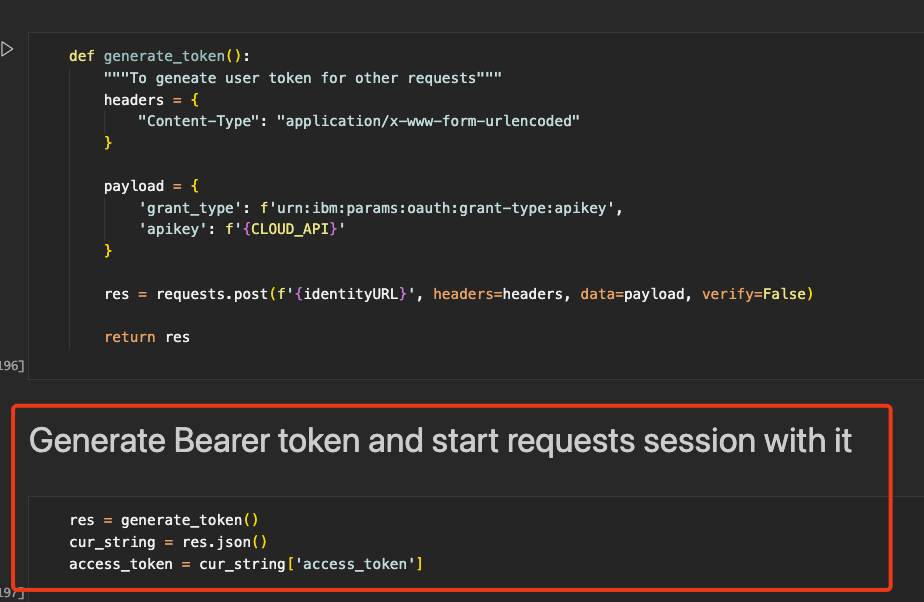 def generate_token():
"""To geneate user token for other requests"""
headers = {
"Content-Type": "application/x-www-form-urlencoded"
}
payload = {
'grant_type': f'urn:ibm:params:oauth:grant-type:apikey',
'apikey': f'{CLOUD_API}'
}
res = requests.post(f'{identityURL}', headers=headers, data=payload, verify=False)
return res
196]
Generate Bearer token and start requests session with it
res = generate_token()
cur_string = res.json()
access_token = cur_string['access_token']
197]